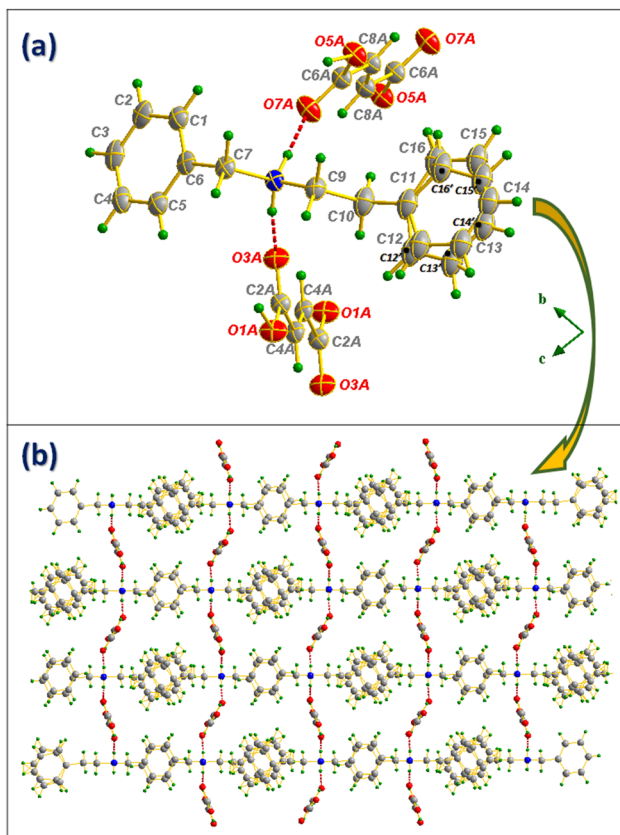 (a)
O5A C8A O7A
C6A C6A
O7A O5A
C8A
C2 C1
C3 C7
C4 C6
C5
C9
C10
C16 C15
C11 C16' C15' C14
C14'
C12 C13
C12' C13'
O3A
C2A C4A
O1A
O1A C4A C2A
O3A
b
c
(b)